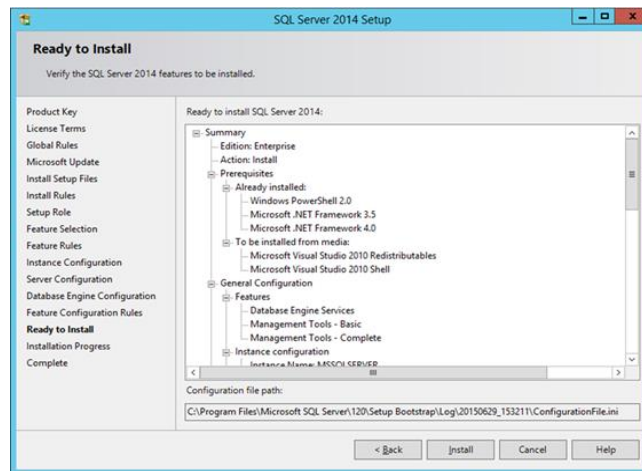 SQL Server 2014 Setup
Ready to Install
Verify the SQL Server 2014 features to be installed.
Product Key
License Terms
Global Rules
Microsoft Update
Install Setup Files
Install Rules
Setup Role
Feature Selection
Feature Rules
Instance Configuration
Server Configuration
Database Engine Configuration
Feature Configuration Rules
Ready to Install
Installation Progress
Complete
Ready to install SQL Server 2014:
Summary
Edition: Enterprise
Action: Install
Prerequisites
Already installed:
Windows PowerShell 2.0
Microsoft .NET Framework 3.5
Microsoft .NET Framework 4.0
To be installed from media:
Microsoft Visual Studio 2010 Redistributables
Microsoft Visual Studio 2010 Shell
General Configuration
Features
Database Engine Services
Management Tools - Basic
Management Tools - Complete
Instance configuration
Instance Name: MSSQLSERVER
Configuration file path:
C:\Program Files\Microsoft SQL Server\120\Setup Bootstrap\Log\20150629_153211\ConfigurationFile.ini
< Back
Install
Cancel
Help